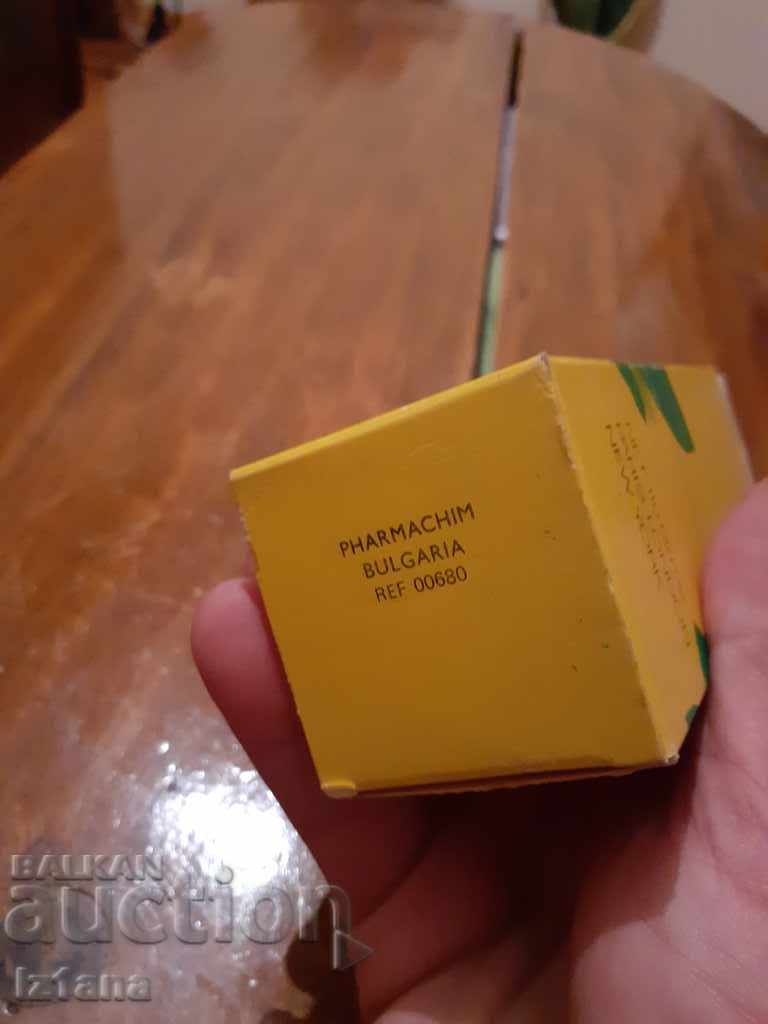 PHARMACHIM
BULGARIA
REF 00680
BALKAN
auction
Iz1ana